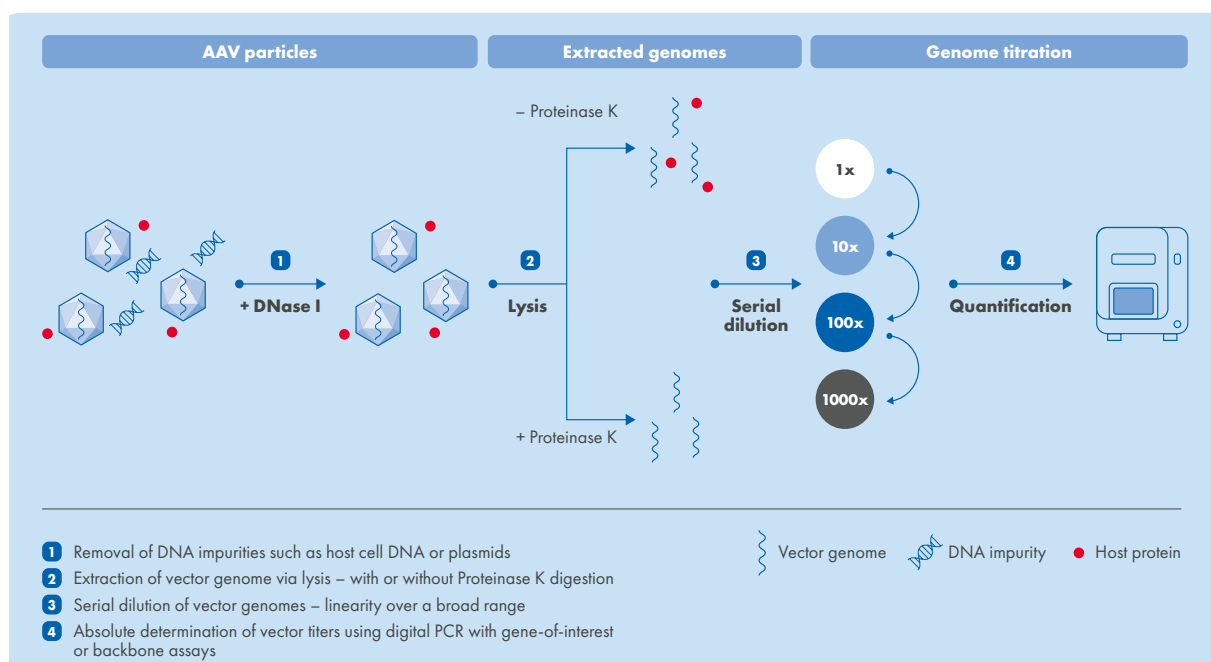 AAV particles
Extracted genomes
Genome titration
– Proteinase K
1x
10x
1
2
3
4
+ DNase I
Lysis
Serial
dilution
Quantification
100x
1000x
+ Proteinase K
1 Removal of DNA impurities such as host cell DNA or plasmids
2 Extraction of vector genome via lysis – with or without Proteinase K digestion
3 Serial dilution of vector genomes – linearity over a broad range
4 Absolute determination of vector titers using digital PCR with gene-of-interest
or backbone assays
Vector genome
DNA impurity
Host protein